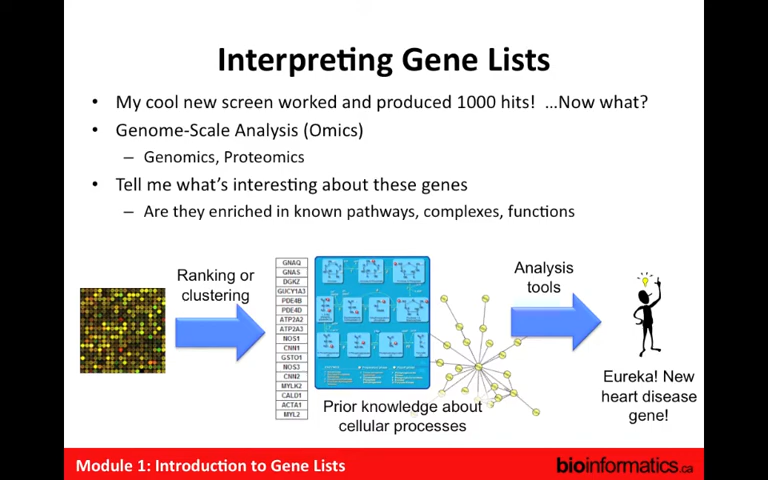 Interpreting Gene Lists
• My cool new screen worked and produced 1000 hits! …Now what?
• Genome-Scale Analysis (Omics)
– Genomics, Proteomics
• Tell me what's interesting about these genes
– Are they enriched in known pathways, complexes, functions
Ranking or
clustering
GNAQ
GNAS
DGKZ
GUCY1A3
PDE4B
PDE4D
ATP2A2
ATP2A3
NOS1
CNN1
GSTO1
NOS3
CNN2
MYLK2
CALD1
ACTA1
MYL2
Prior knowledge about
cellular processes
Analysis
tools
Eureka! New
heart disease
gene!
Module 1: Introduction to Gene Lists
bioinformatics.ca